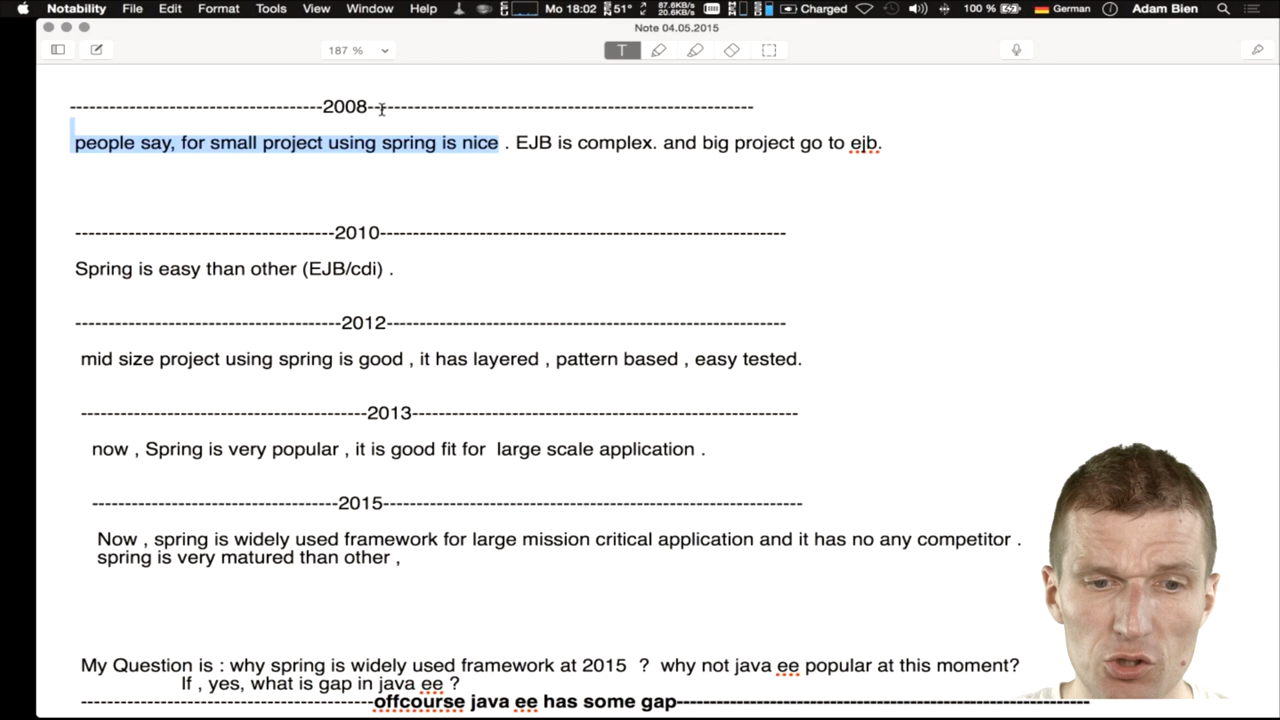 Notability File Edit Format Tools View Window Help Mo 18:02 51° 87.6KB/s 20.6KB/s Charged 100 % German Adam Bien
Note 04.05.2015
187 %
T
--------------------------------------2008----------------------------------------------------------
people say, for small project using spring is nice . EJB is complex. and big project go to ejb.
---------------------------------------2010-------------------------------------------------------------
Spring is easy than other (EJB/cdi) .
----------------------------------------2012------------------------------------------------------------
mid size project using spring is good , it has layered , pattern based , easy tested.
-------------------------------------------2013----------------------------------------------------------
now , Spring is very popular , it is good fit for  large scale application .
-------------------------------------2015---------------------------------------------------------------
Now , spring is widely used framework for large mission critical application and it has no any competitor .
spring is very matured than other ,
My Question is : why spring is widely used framework at 2015  ?  why not java ee popular at this moment?
If , yes, what is gap in java ee ?
--------------------------------------------offcourse java ee has some gap--------------------------------------------------------------